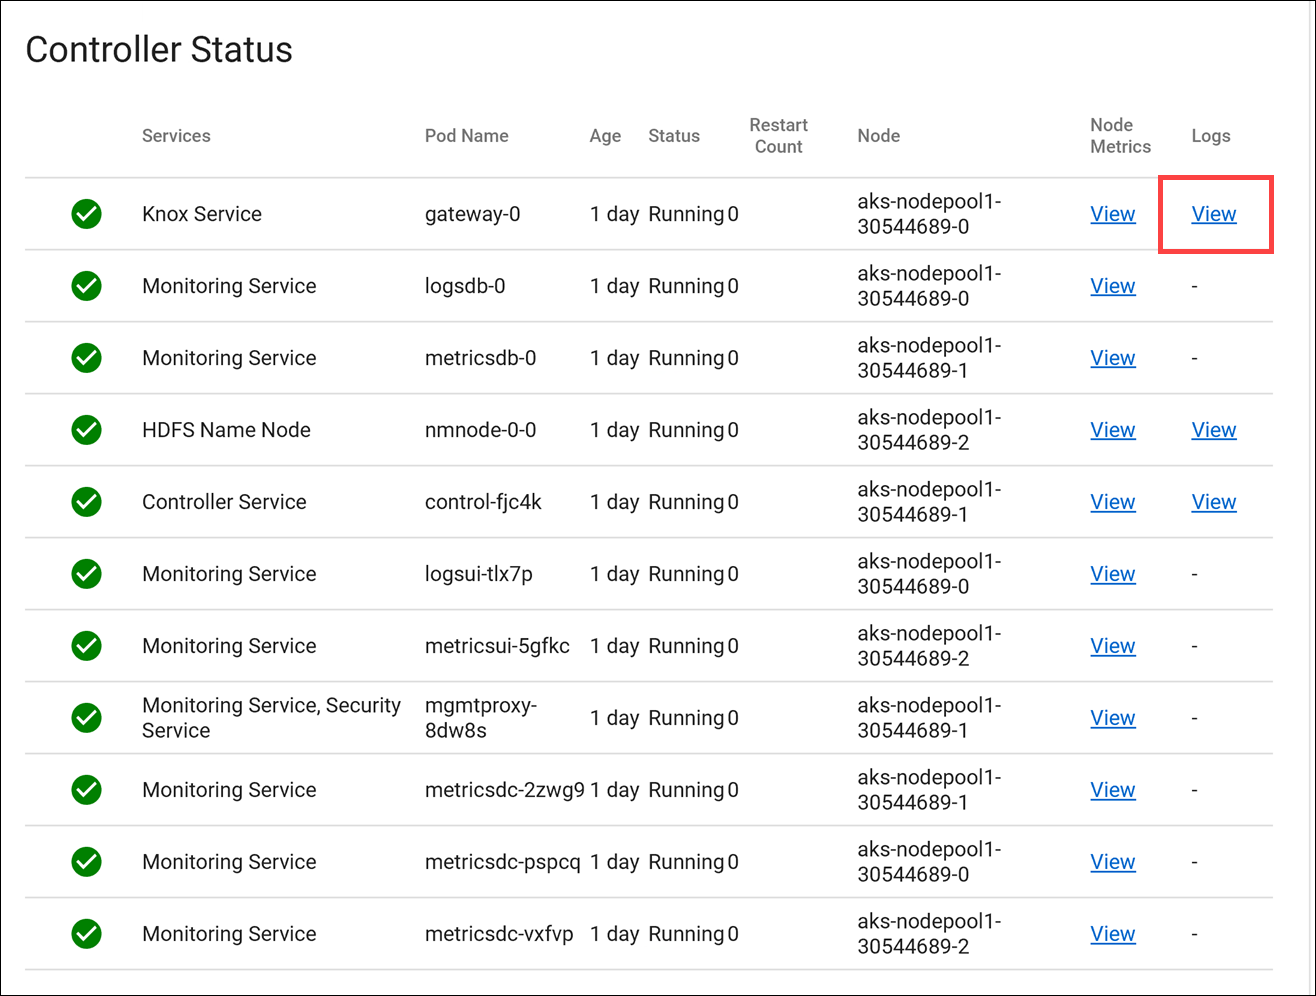 Controller Status
Services Pod Name Age Status Restart Count Node Node Metrics Logs
Knox Service gateway-0 1 day Running 0 aks-nodepool1-30544689-0 View View
Monitoring Service logsdb-0 1 day Running 0 aks-nodepool1-30544689-0 View -
Monitoring Service metricsdb-0 1 day Running 0 aks-nodepool1-30544689-1 View -
HDFS Name Node nmnode-0-0 1 day Running 0 aks-nodepool1-30544689-2 View View
Controller Service control-fjc4k 1 day Running 0 aks-nodepool1-30544689-1 View View
Monitoring Service logsui-tlx7p 1 day Running 0 aks-nodepool1-30544689-0 View -
Monitoring Service metricsui-5gfkc 1 day Running 0 aks-nodepool1-30544689-2 View -
Monitoring Service, Security Service mgmtproxy-8dw8s 1 day Running 0 aks-nodepool1-30544689-1 View -
Monitoring Service metricsdc-2zwg9 1 day Running 0 aks-nodepool1-30544689-1 View -
Monitoring Service metricsdc-pspcq 1 day Running 0 aks-nodepool1-30544689-0 View -
Monitoring Service metricsdc-vxfvp 1 day Running 0 aks-nodepool1-30544689-2 View -